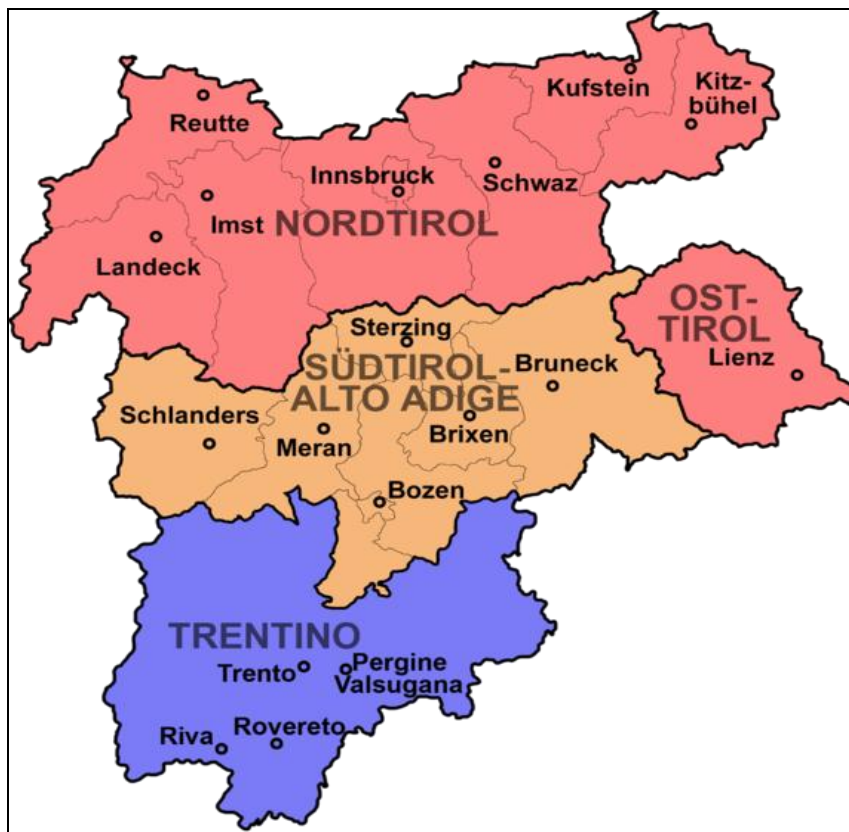 Kufstein
Kitz-
bühel
Reutte
Innsbruck
Schwaz
Imst
NORDTIROL
Landeck
OST-
TIROL
Lienz
Sterzing
SÜDTIROL-
ALTO ADIGE
Bruneck
Schlanders
Meran
Brixen
Bozen
TRENTINO
Trento
Pergine
Valsugana
Riva
Rovereto